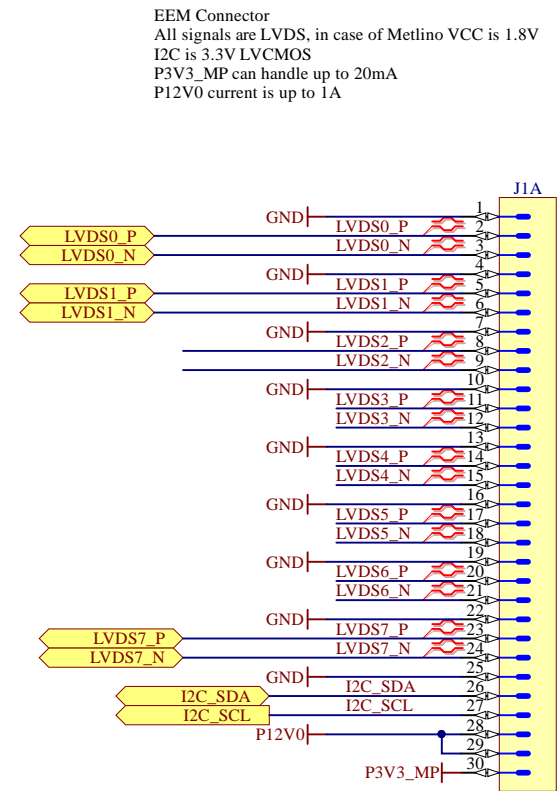 EEM Connector
All signals are LVDS, in case of Metlino VCC is 1.8V
I2C is 3.3V LVCMOS
P3V3_MP can handle up to 20mA
P12V0 current is up to 1A
J1A
GND 1
LVDS0_P LVDS0_P 2
LVDS0_N LVDS0_N 3
GND 4
LVDS1_P LVDS1_P 5
LVDS1_N LVDS1_N 6
GND 7
LVDS2_P 8
LVDS2_N 9
GND 10
LVDS3_P 11
LVDS3_N 12
GND 13
LVDS4_P 14
LVDS4_N 15
GND 16
LVDS5_P 17
LVDS5_N 18
GND 19
LVDS6_P 20
LVDS6_N 21
GND 22
LVDS7_P LVDS7_P 23
LVDS7_N LVDS7_N 24
GND 25
I2C_SDA I2C_SDA 26
I2C_SCL I2C_SCL 27
P12V0 28
29
P3V3_MP 30